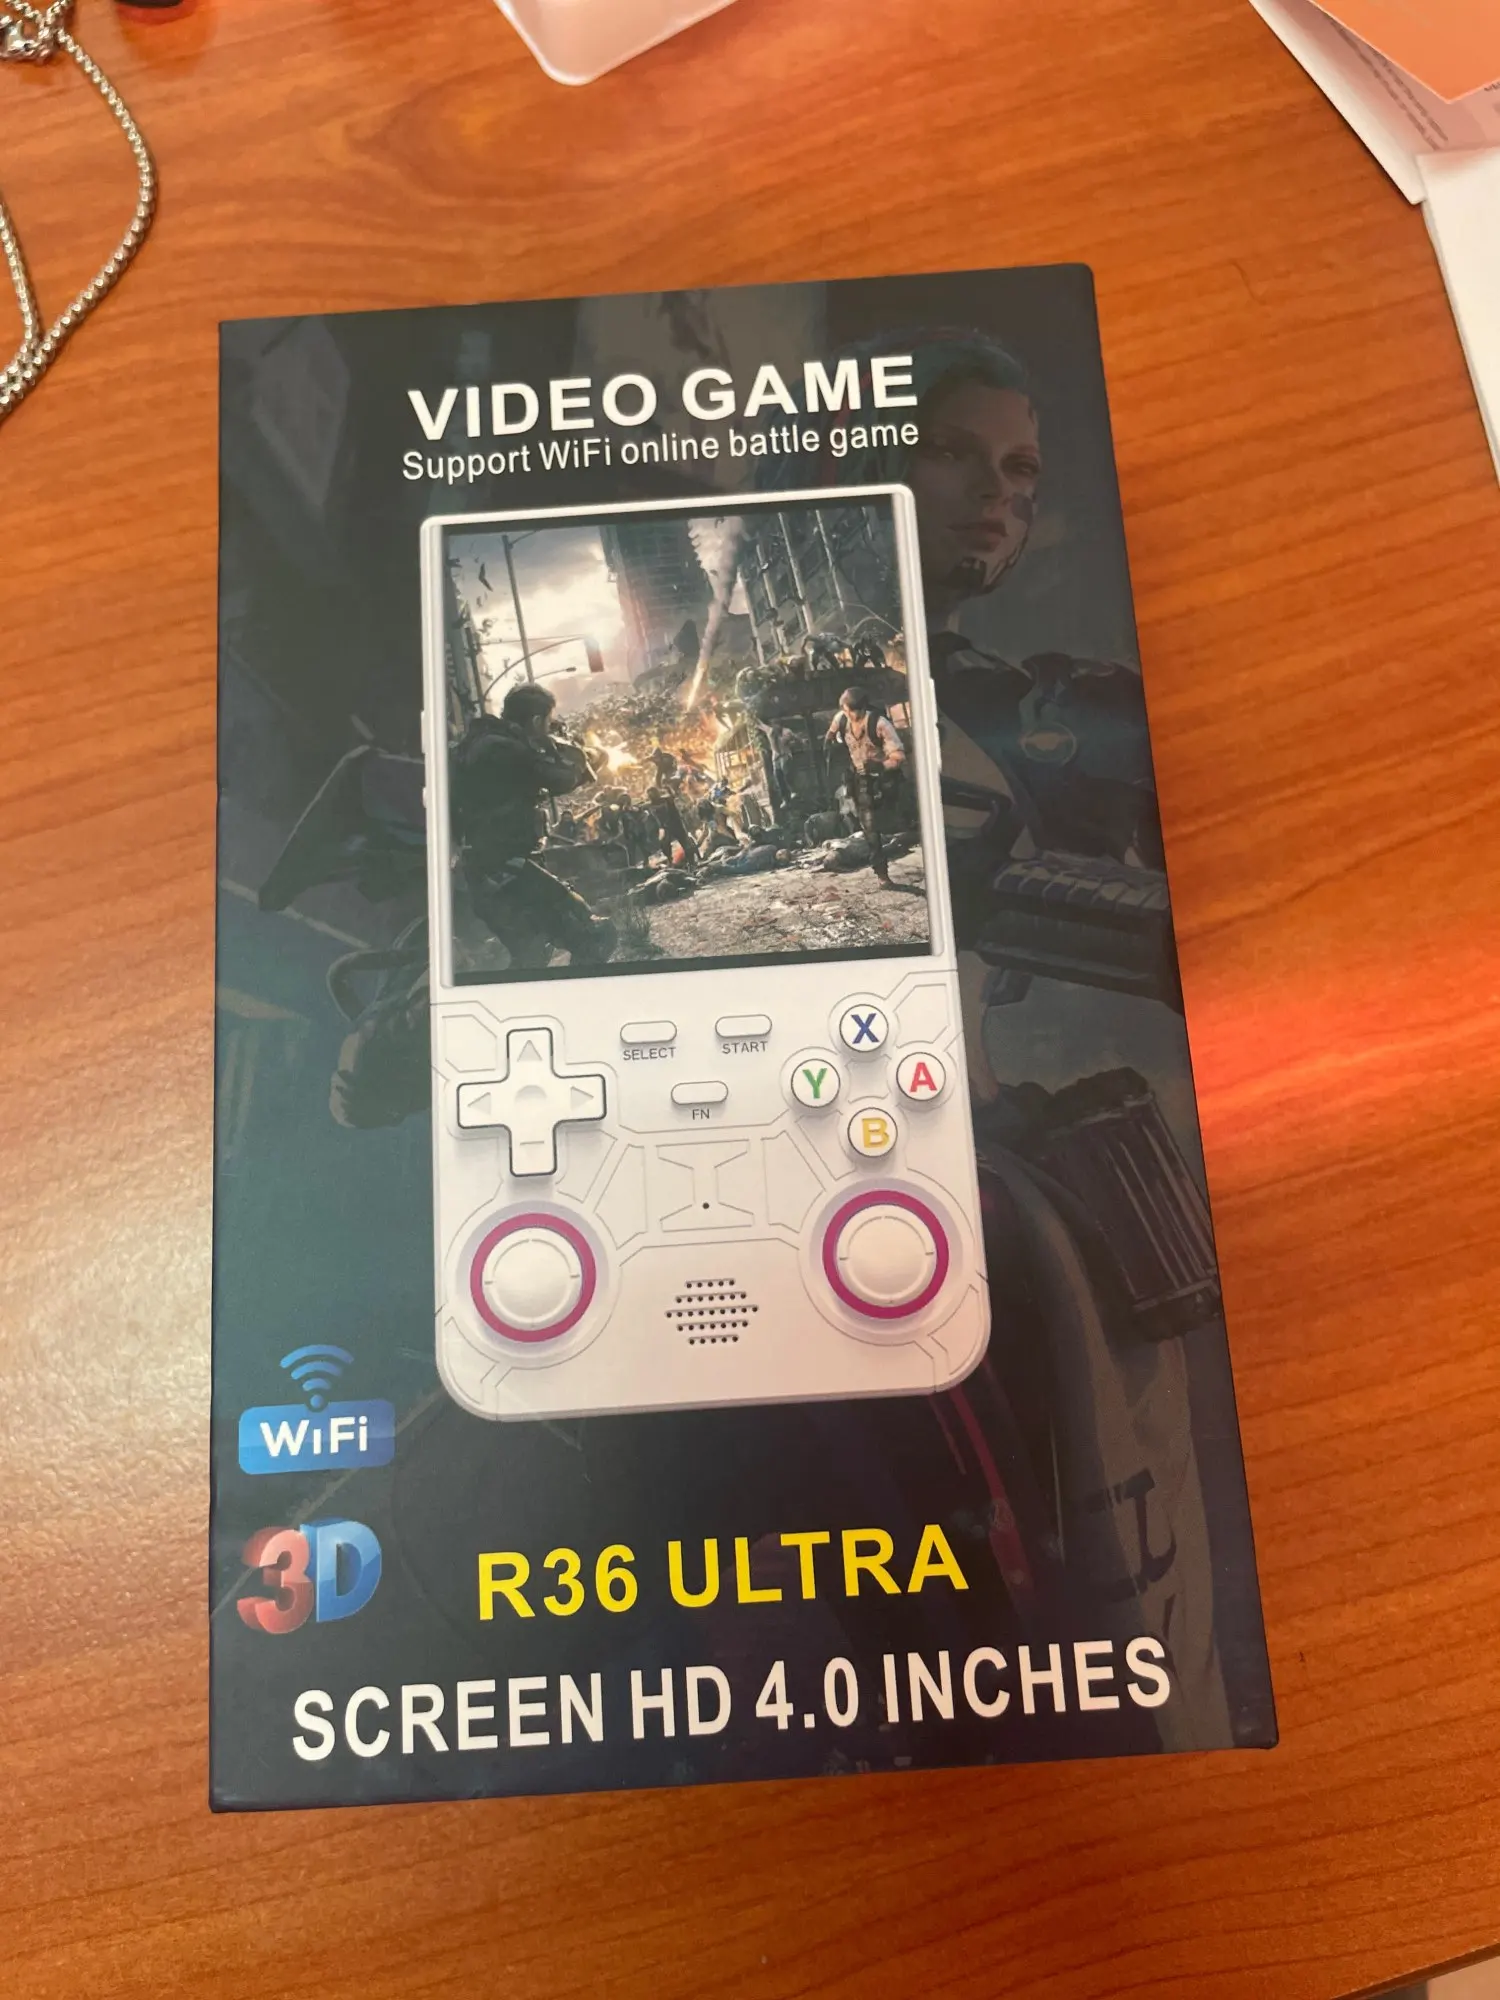 VIDEO GAME
Support WiFi online battle game
SELECT
START
FN
X
Y
A
B
WiFi
3D
R36 ULTRA
SCREEN HD 4.0 INCHES